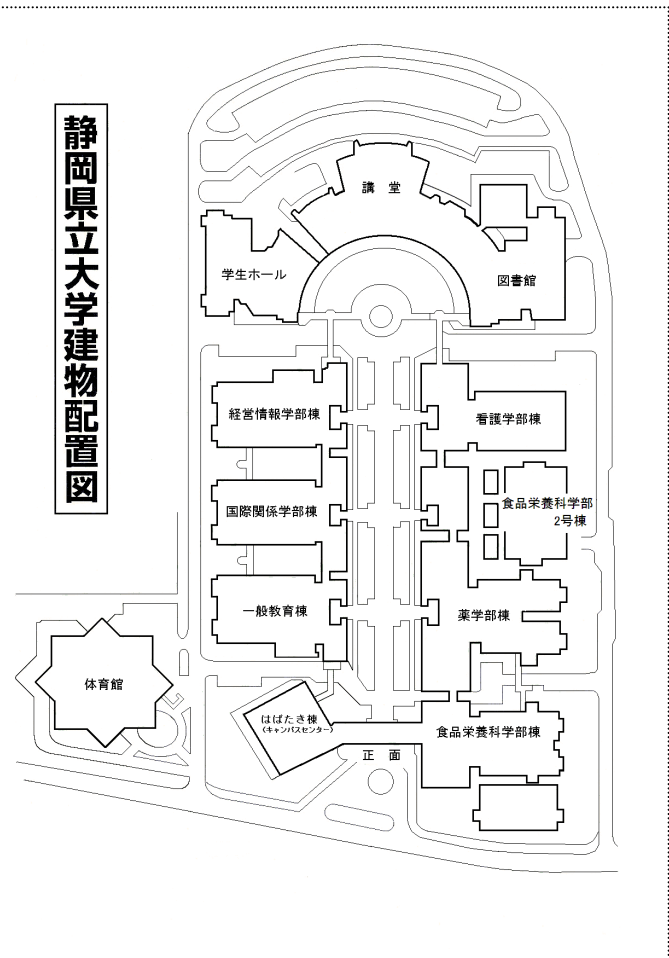 静岡県立大学建物配置図
講堂
学生ホール
図書館
経営情報学部棟
看護学部棟
国際関係学部棟
食品栄養科学部
2号棟
一般教育棟
薬学部棟
体育館
はばたき棟
(キャンパスセンター)
食品栄養科学部棟
正面